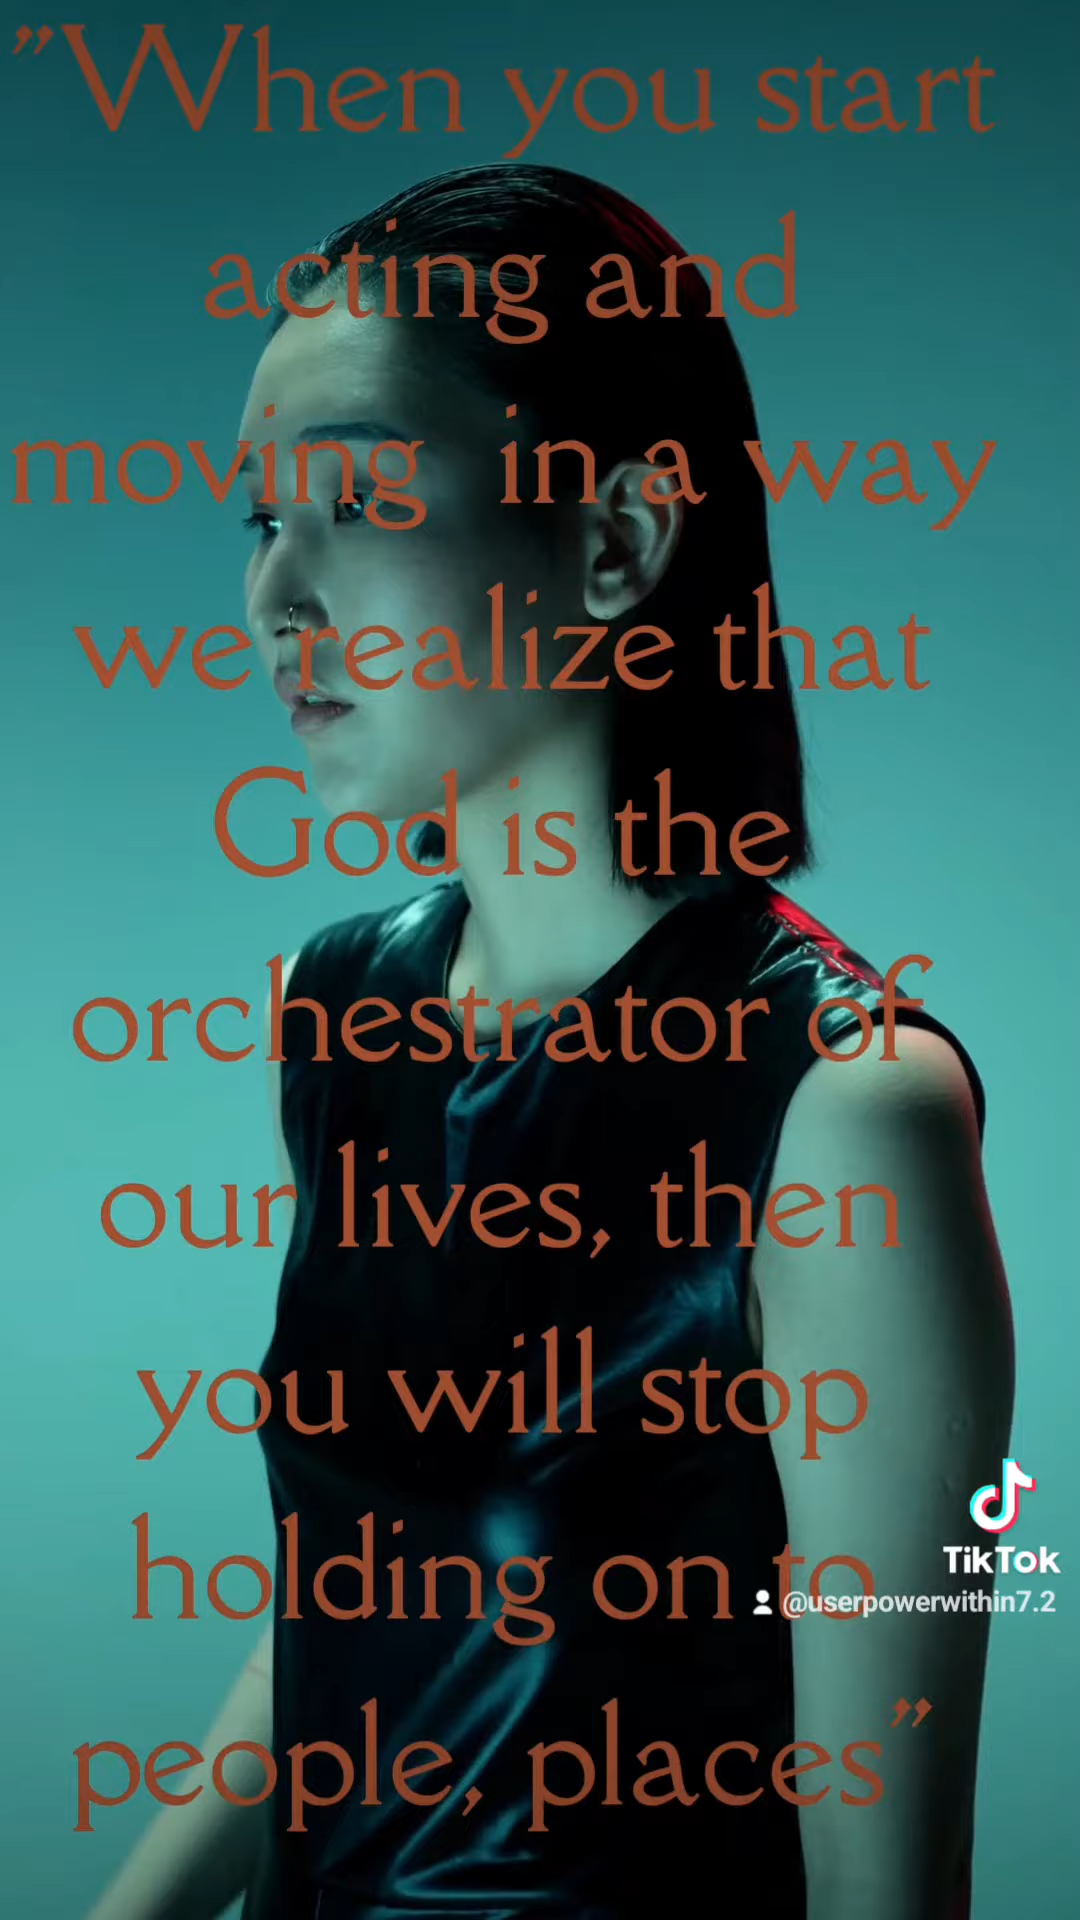 ”When you start
acting and
moving in a way
we realize that
God is the
orchestrator of
our lives, then
you will stop
holding on to
people, places”
TikTok
@userpowerwithin7.2